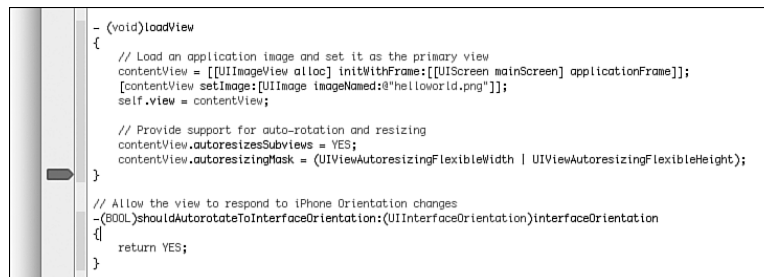 - (void)loadView
{
// Load an application image and set it as the primary view
contentView = [[UIImageView alloc] initWithFrame:[[UIScreen mainScreen] applicationFrame]];
[contentView setImage:[UIImage imageNamed:@"helloworld.png"]];
self.view = contentView;
// Provide support for auto-rotation and resizing
contentView.autoresizesSubviews = YES;
contentView.autoresizingMask = (UIViewAutoresizingFlexibleWidth | UIViewAutoresizingFlexibleHeight);
}
// Allow the view to respond to iPhone Orientation changes
-(BOOL)shouldAutorotateToInterfaceOrientation:(UIInterfaceOrientation)interfaceOrientation
{
return YES;
}